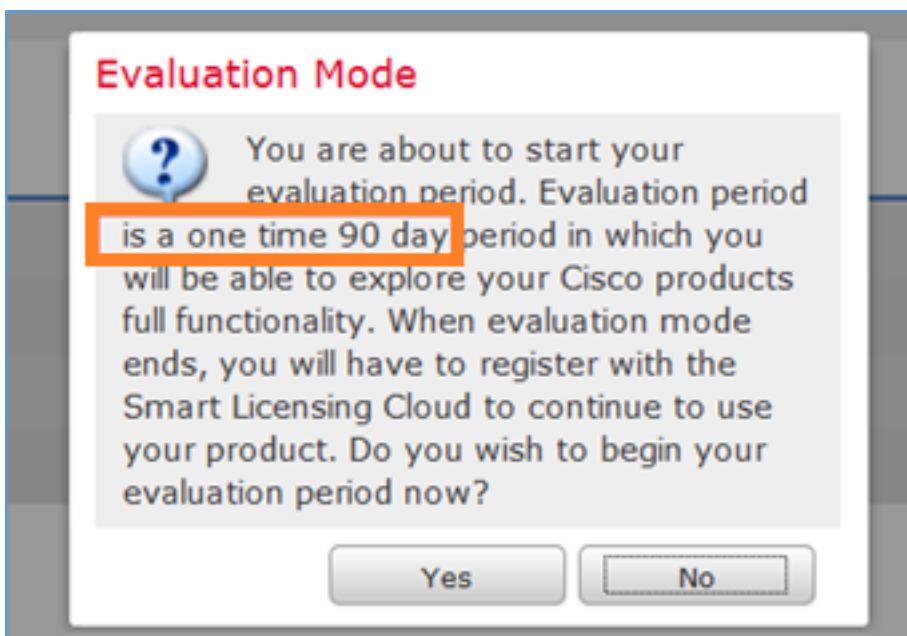 Evaluation Mode
You are about to start your
evaluation period. Evaluation period
is a one time 90 day period in which you
will be able to explore your Cisco products
full functionality. When evaluation mode
ends, you will have to register with the
Smart Licensing Cloud to continue to use
your product. Do you wish to begin your
evaluation period now?
Yes
No